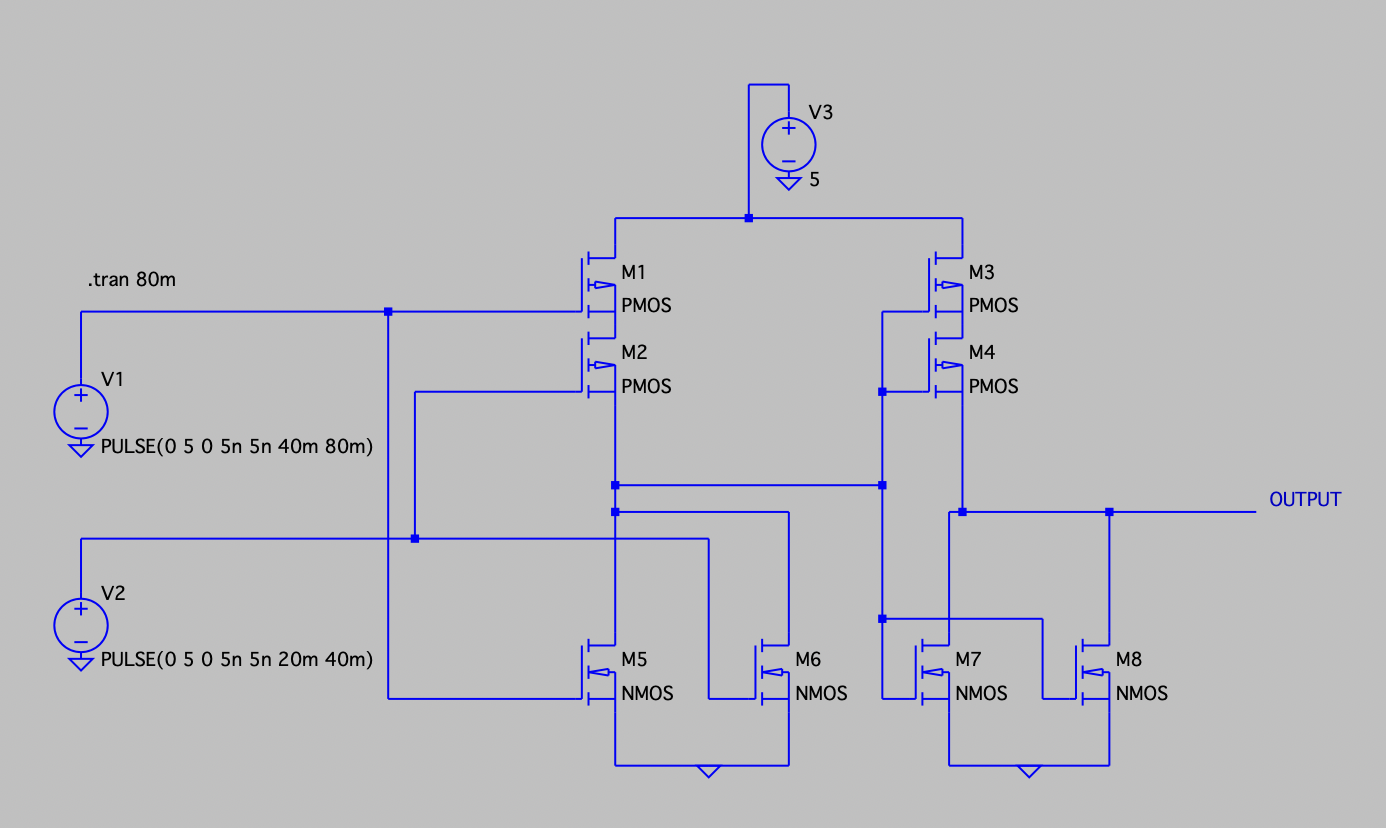 V3
5
.tran 80m
M1
PMOS
M3
PMOS
M2
PMOS
M4
PMOS
V1
PULSE(0 5 0 5n 5n 40m 80m)
OUTPUT
V2
PULSE(0 5 0 5n 5n 20m 40m)
M5
NMOS
M6
NMOS
M7
NMOS
M8
NMOS